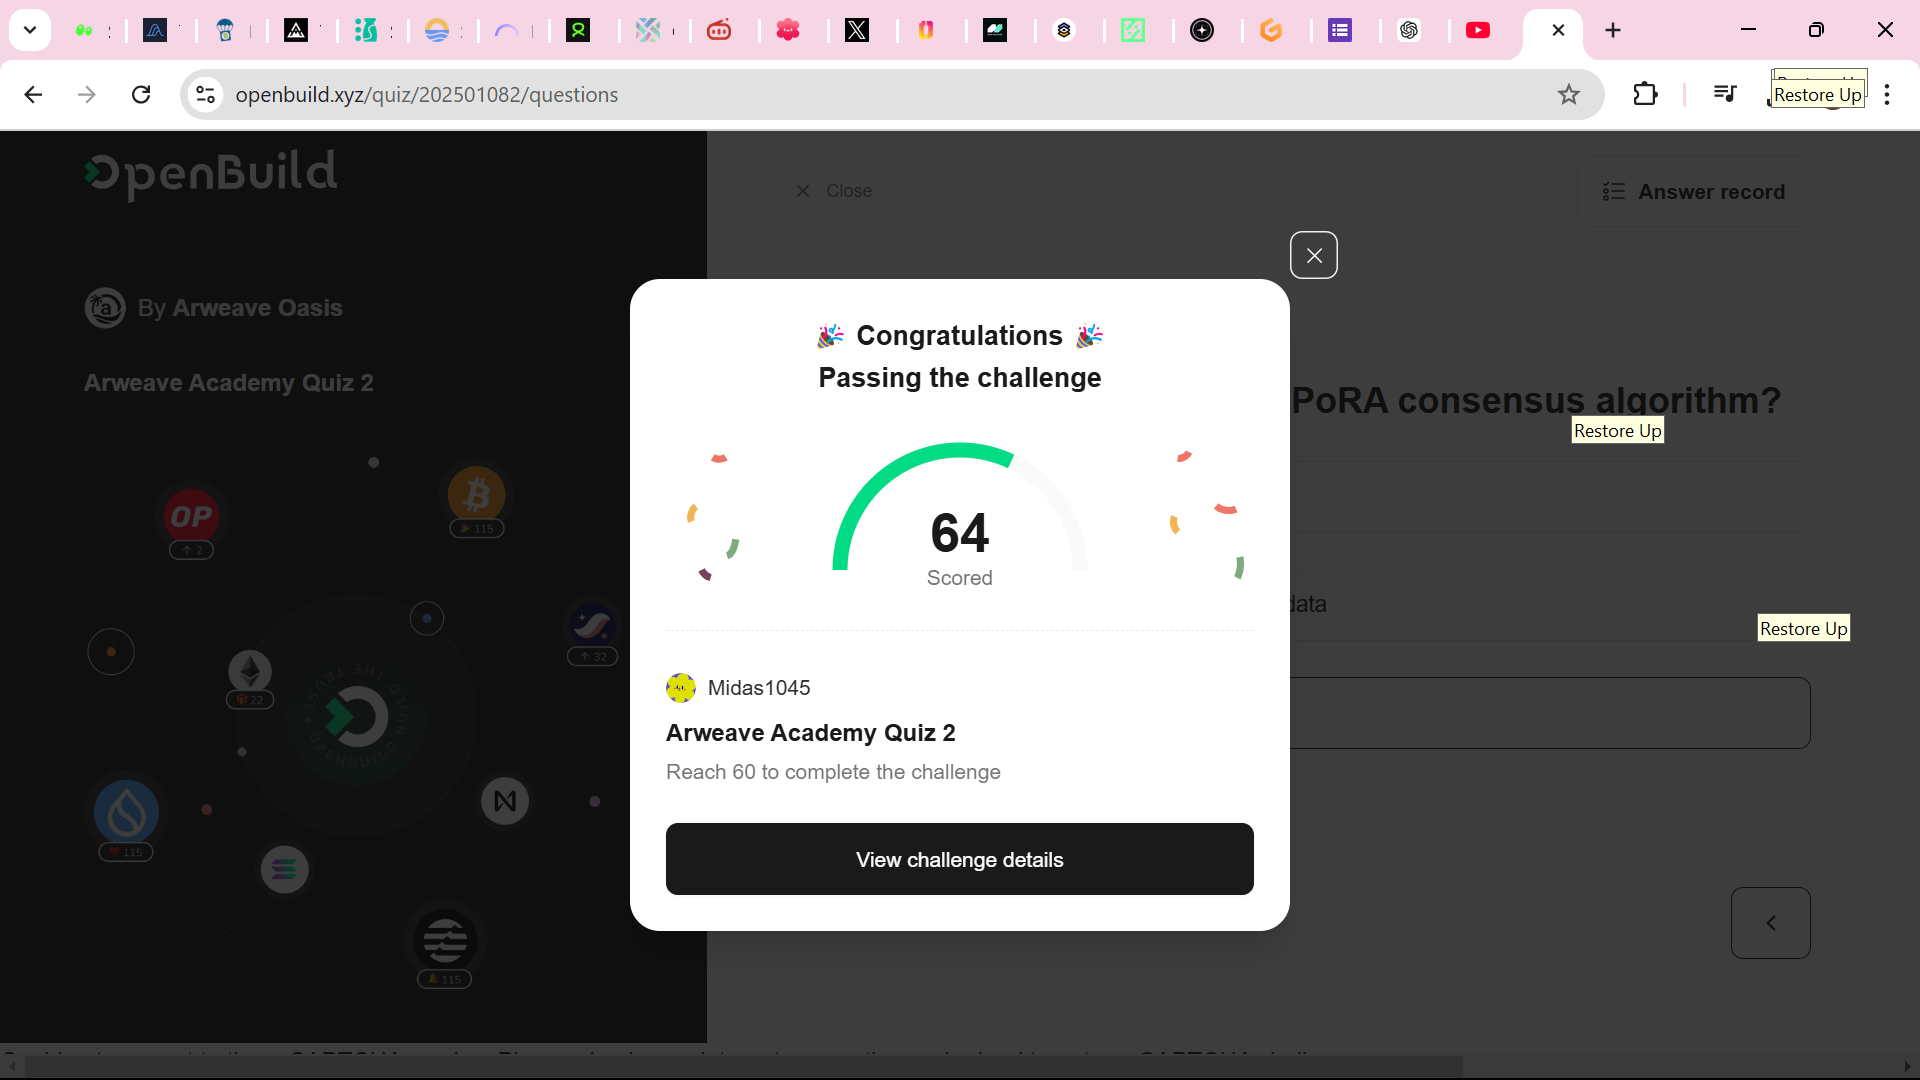 openbuild.xyz/quiz/202501082/questions
Restore Up
OpenBuild
Close
Answer record
By Arweave Oasis
Arweave Academy Quiz 2
PoRA consensus algorithm?
Restore Up
data
Restore Up
Congratulations
Passing the challenge
64
Scored
Midas1045
Arweave Academy Quiz 2
Reach 60 to complete the challenge
View challenge details
OP
2
115
32
22
BUILD THE TRUST
OPENBUILD
115
115